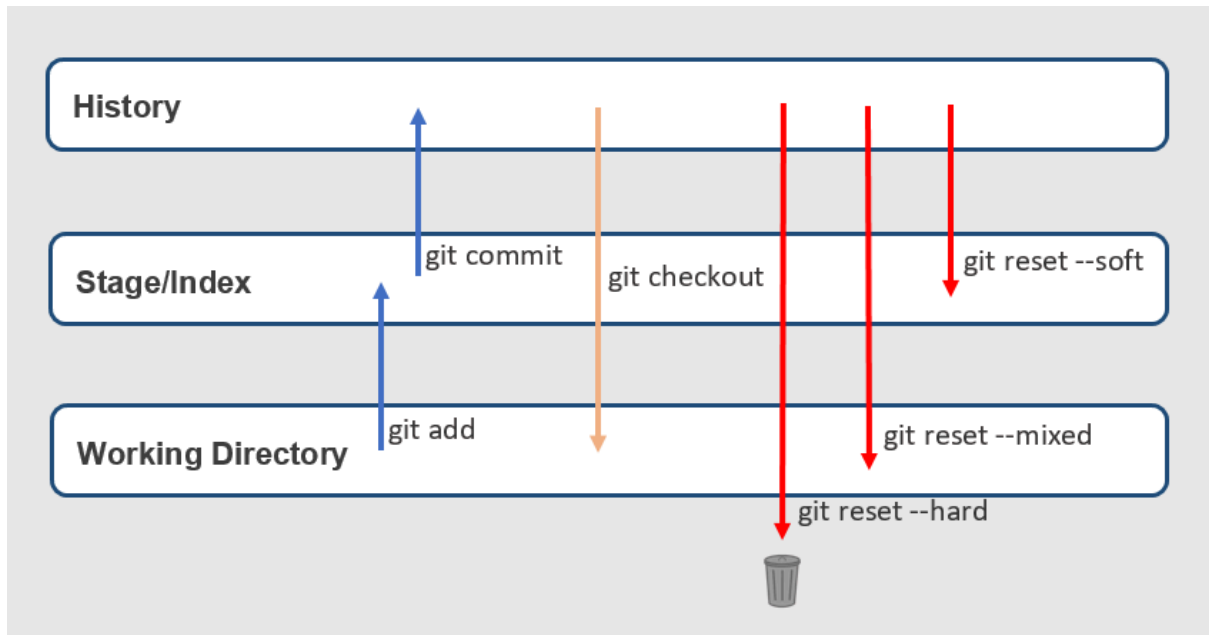 History
git commit
git reset --soft
Stage/Index
git checkout
git add
git reset --mixed
Working Directory
git reset --hard